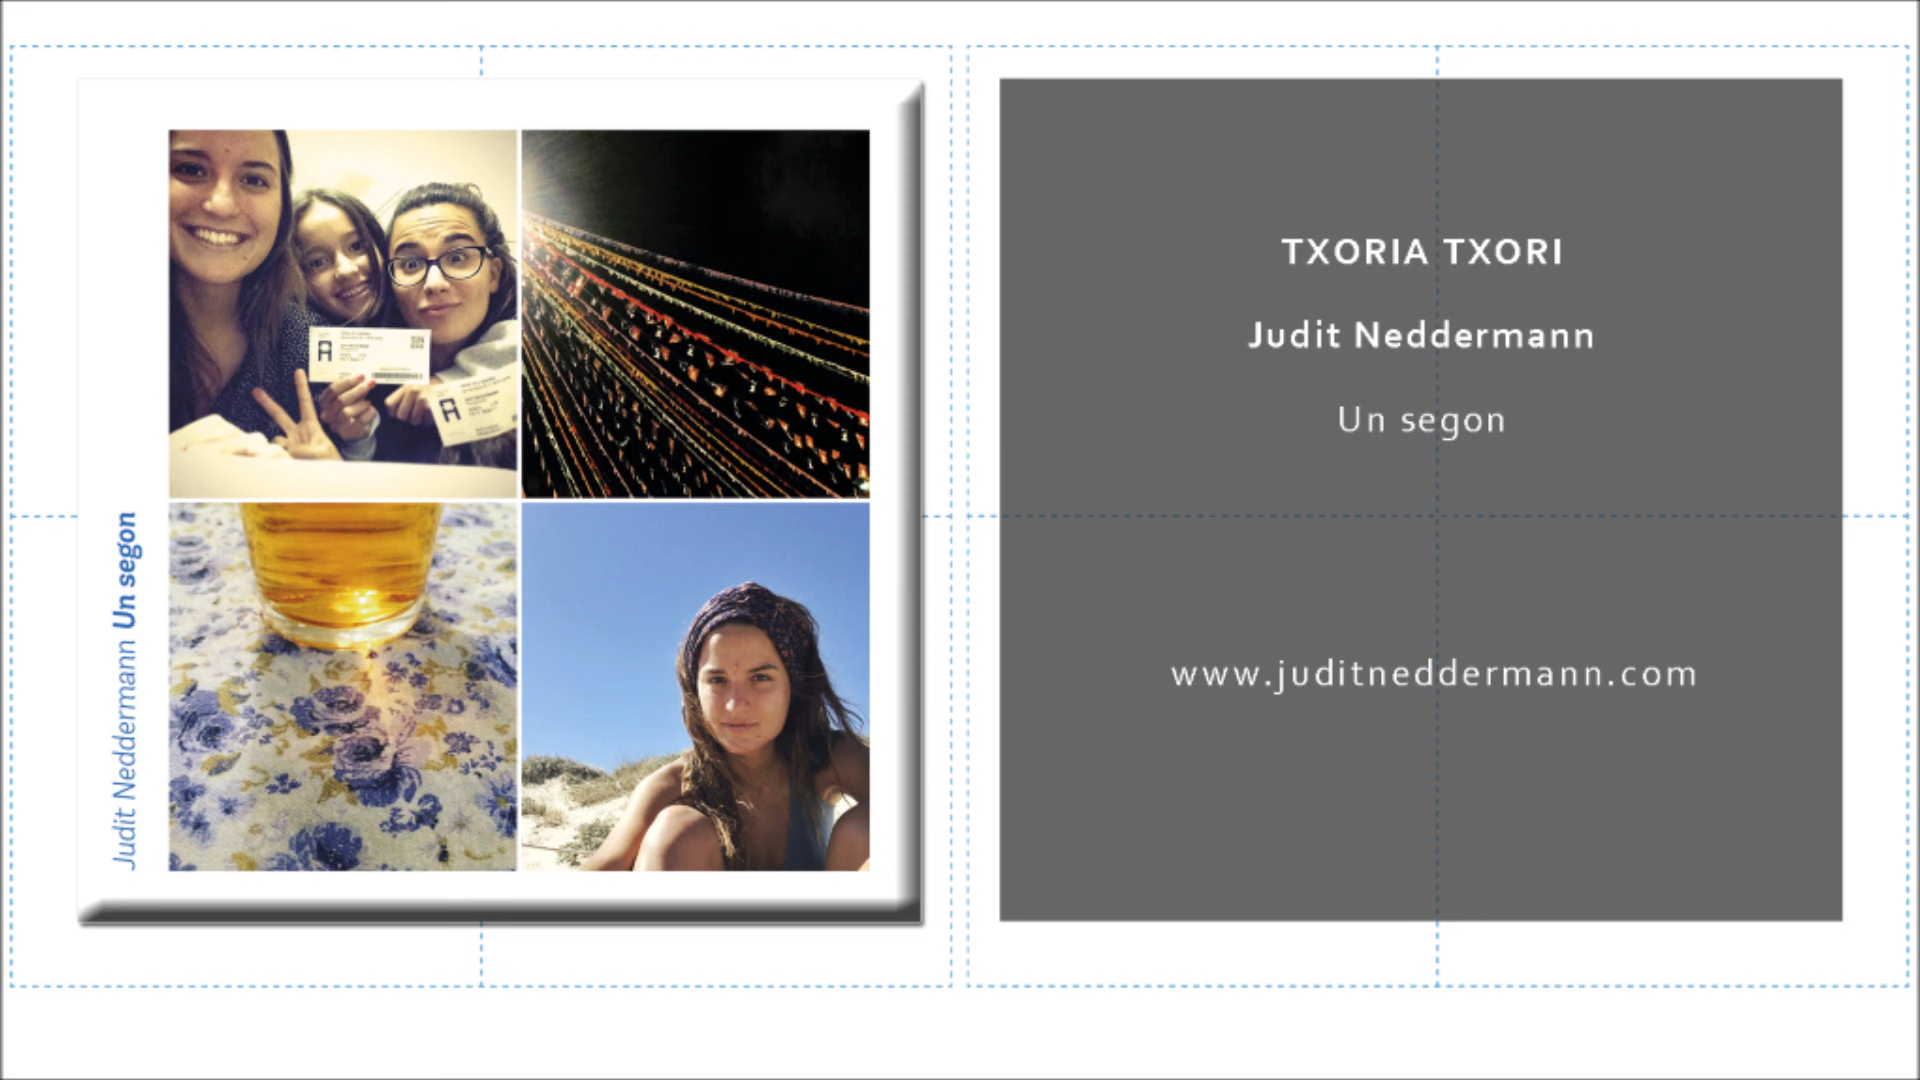 Judit Neddermann Un segon
TXORIA TXORI
Judit Neddermann
Un segon
www.juditneddermann.com